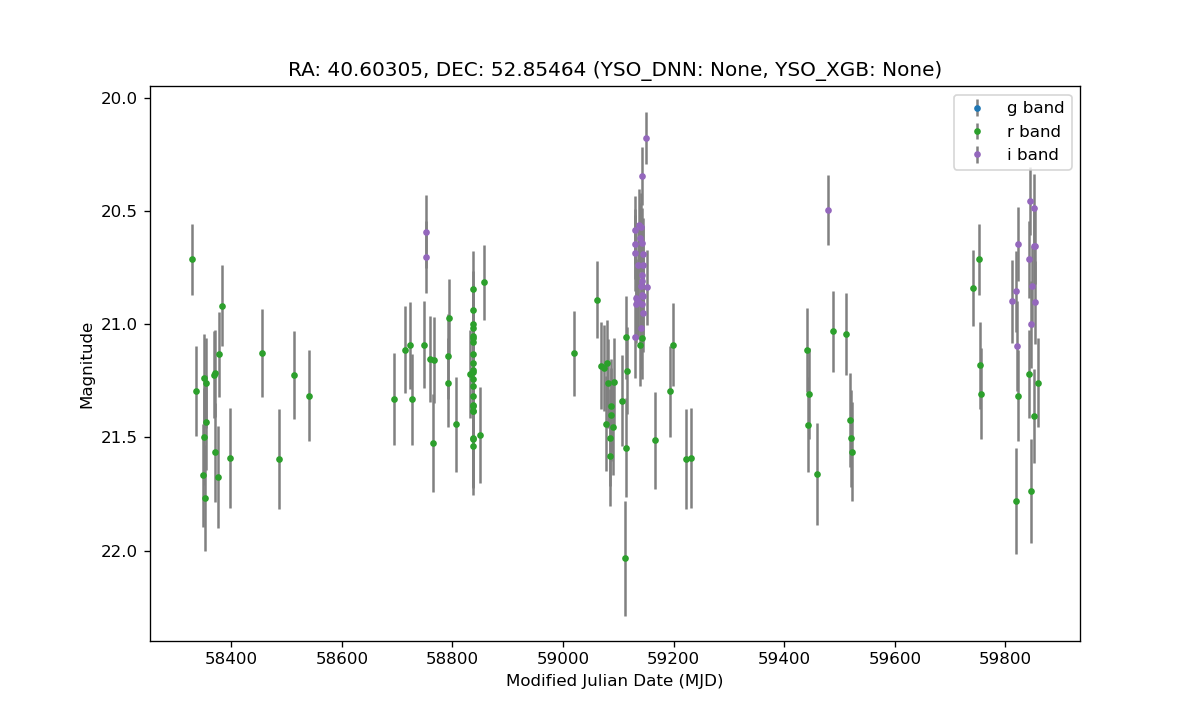 RA: 40.60305, DEC: 52.85464 (YSO_DNN: None, YSO_XGB: None)
g band
r band
i band
20.0
20.5
21.0
21.5
22.0
Magnitude
58400 58600 58800 59000 59200 59400 59600 59800
Modified Julian Date (MJD)